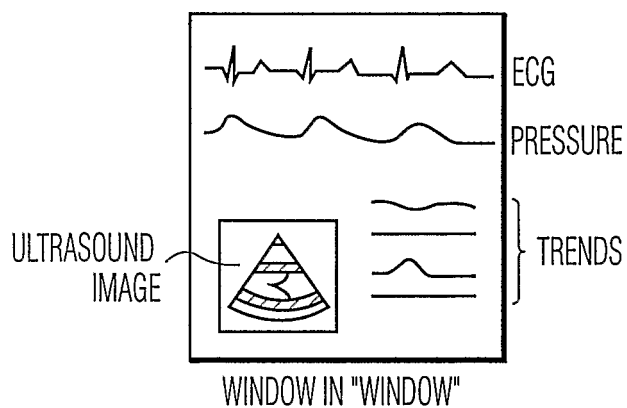 ECG
PRESSURE
ULTRASOUND
IMAGE
TRENDS
WINDOW IN "WINDOW"